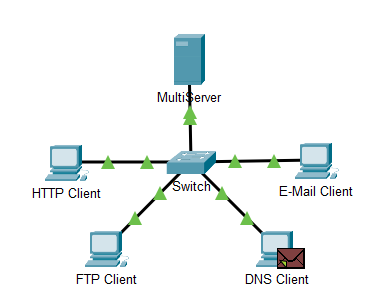 MultiServer
HTTP Client
Switch
E-Mail Client
FTP Client
DNS Client